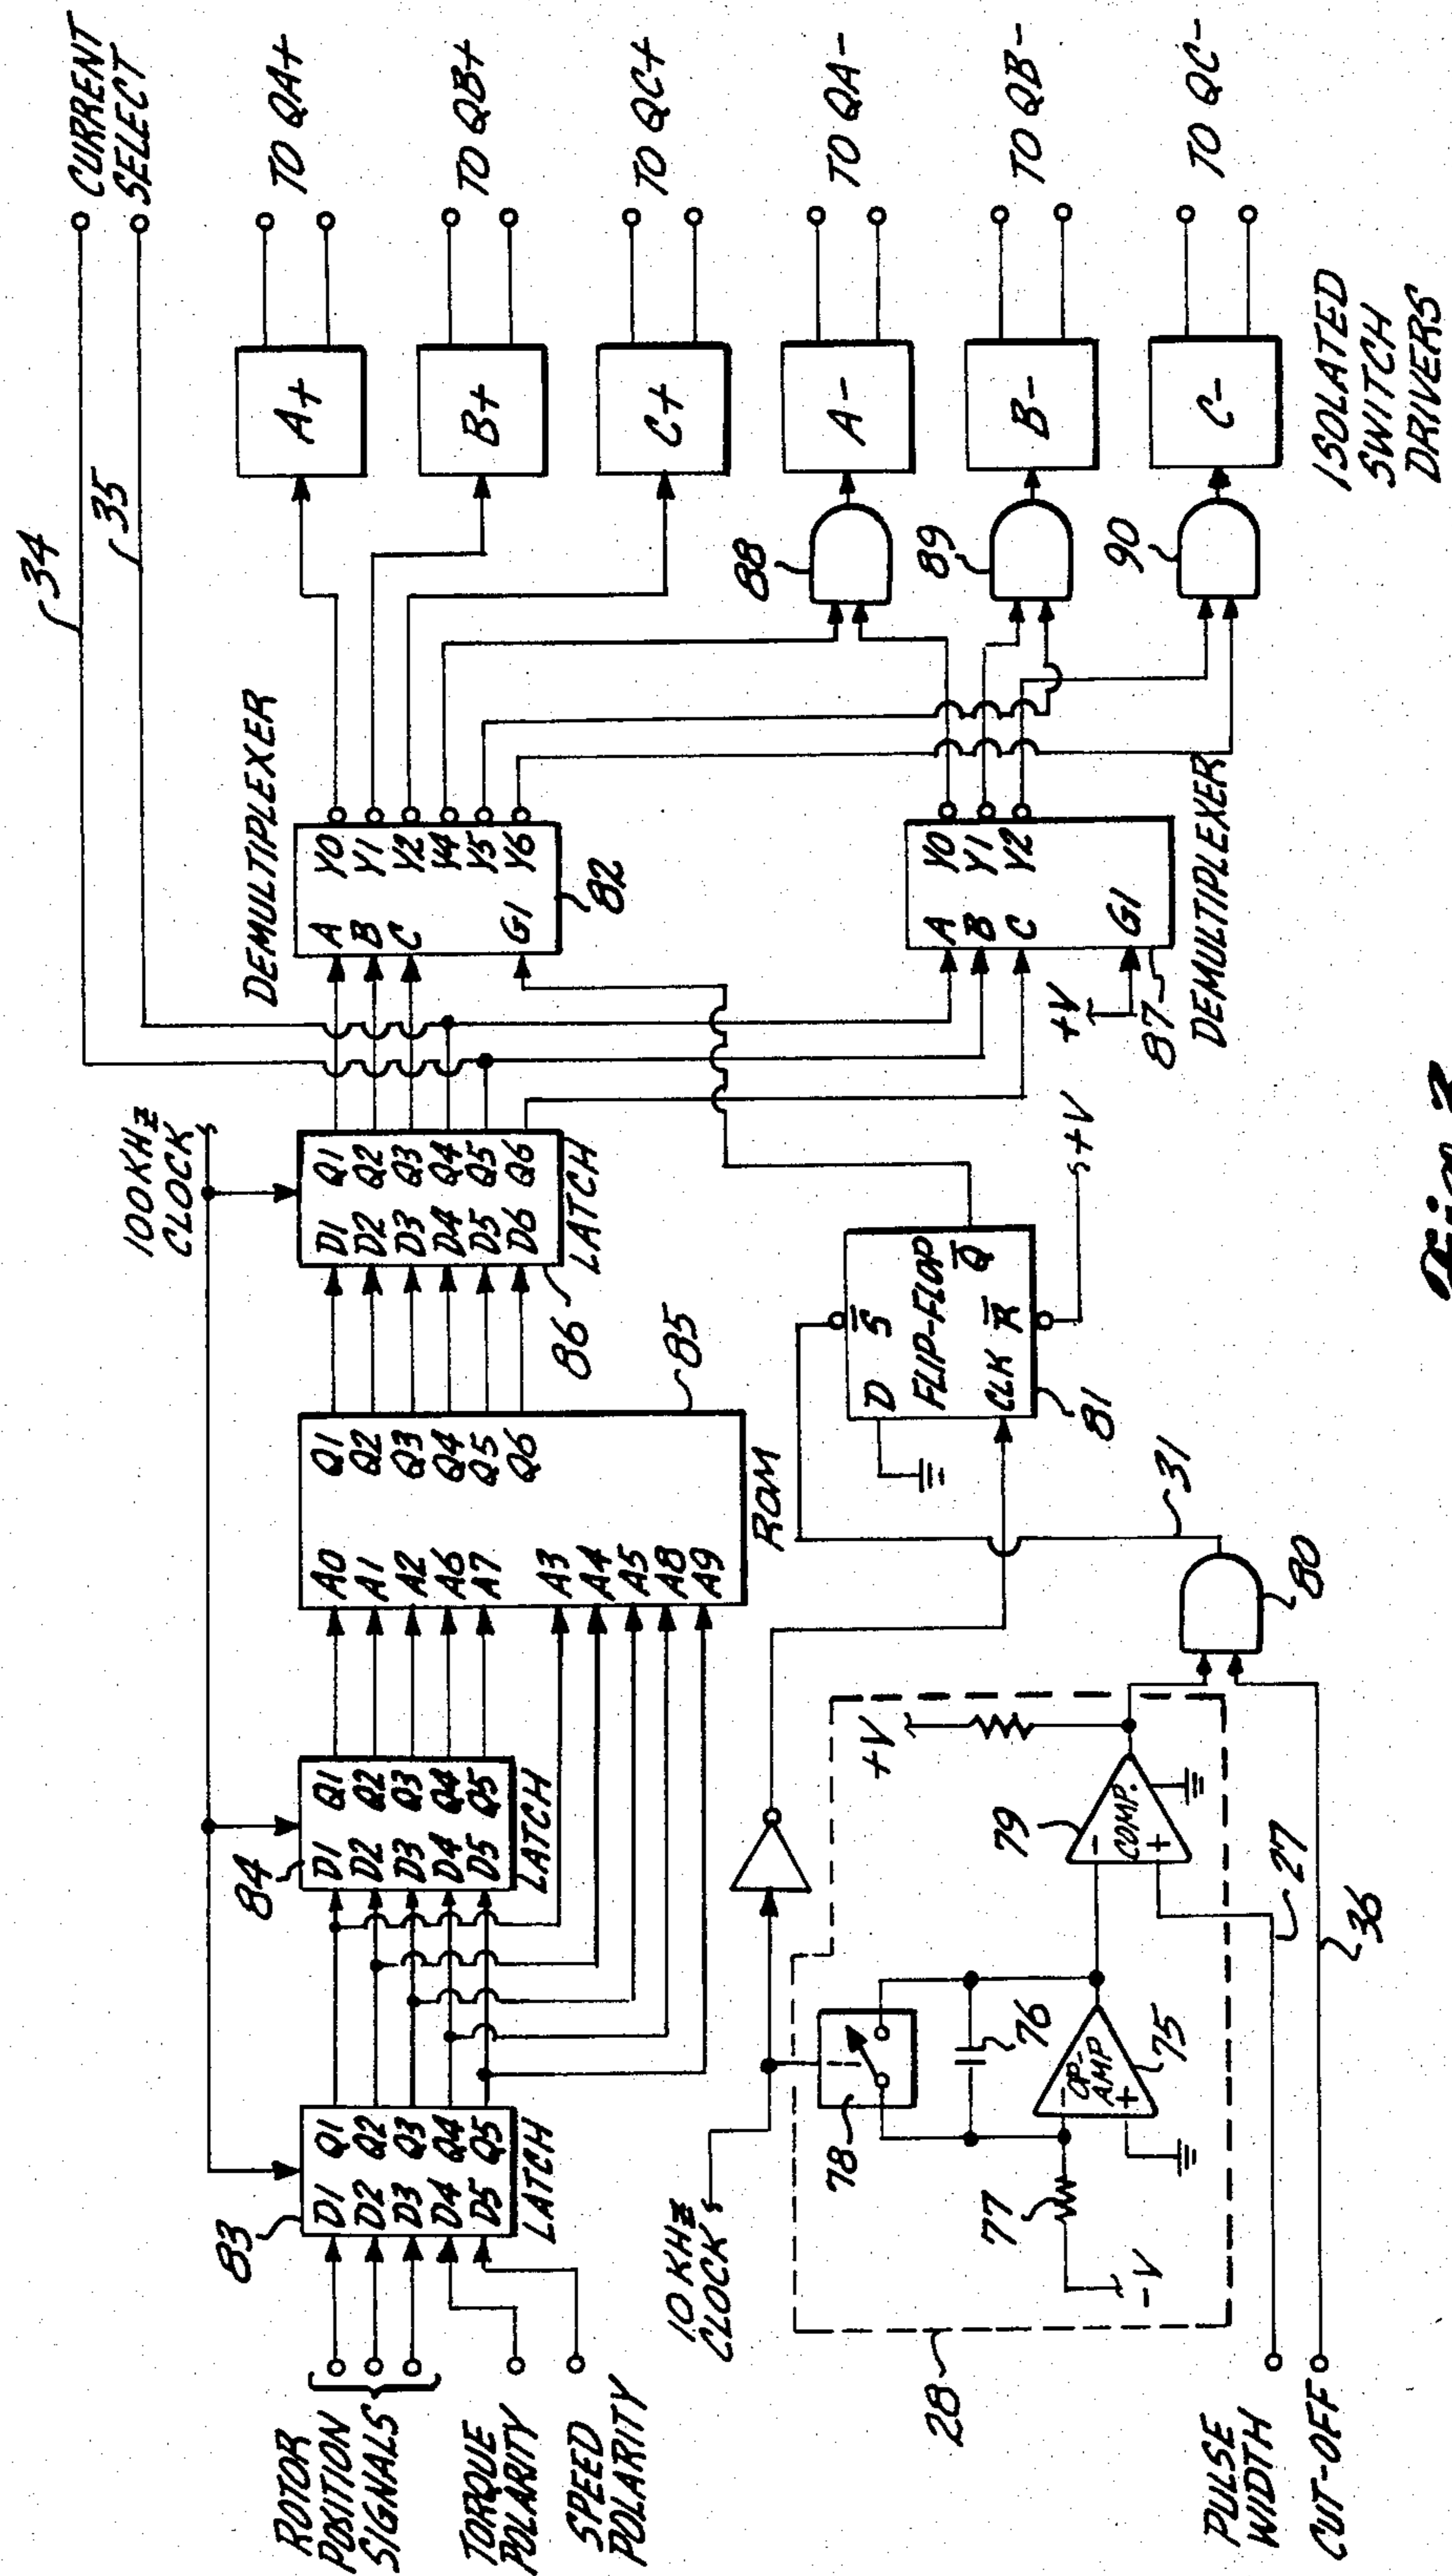 34
35
CURRENT
SELECT
100KHz
CLOCK
DEMULTIPLEXER
A
B
C
G1
Y0
Y1
Y2
Y4
Y5
Y6
82
A+
TO QA+
B+
TO QB+
C+
TO QC+
A-
TO QA-
B-
TO QB-
C-
TO QC-
88
89
90
ISOLATED
SWITCH
DRIVERS
ROTOR
POSITION
SIGNALS
TORQUE
POLARITY
SPEED
POLARITY
83
D1 Q1
D2 Q2
D3 Q3
D4 Q4
D5 Q5
LATCH
84
D1 Q1
D2 Q2
D3 Q3
D4 Q4
D5 Q5
LATCH
A0 Q1
A1 Q2
A2 Q3
A6 Q4
A7 Q5
Q6
A3
A4
A5
A8
A9
ROM
85
D1 Q1
D2 Q2
D3 Q3
D4 Q4
D5 Q5
D6 Q6
LATCH
86
A Y0
B Y1
C Y2
G1
+V
87
DEMULTIPLEXER
10 KHz
CLOCK
78
76
77
-V
OP-
AMP
-
+
75
28
79
-
COMP.
+
+V
80
31
D S
FLIP-FLOP
CLK R Q
81
+V
27
36
PULSE
WIDTH
CUT-OFF